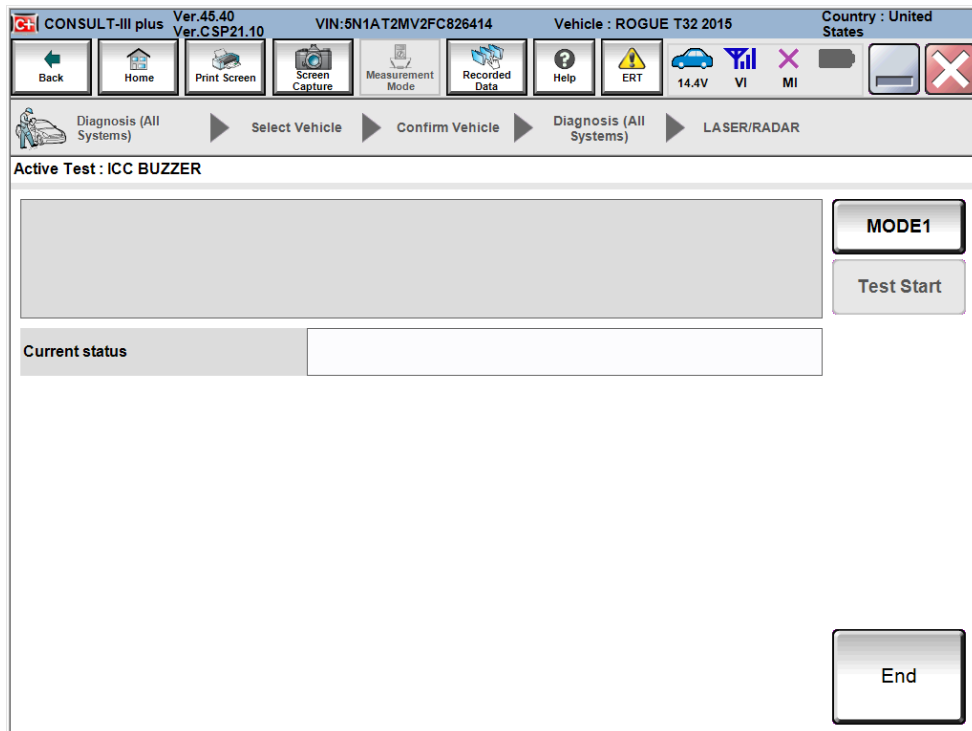 C+ CONSULT-III plus Ver.45.40 VIN:5N1AT2MV2FC826414 Vehicle : ROGUE T32 2015 Country : United
Ver.CSP21.10 States
Back Home Print Screen Screen Capture Measurement Mode Recorded Data Help ERT 14.4V VI MI
Diagnosis (All Systems) Select Vehicle Confirm Vehicle Diagnosis (All Systems) LASER/RADAR
Active Test : ICC BUZZER
MODE1
Test Start
Current status
End